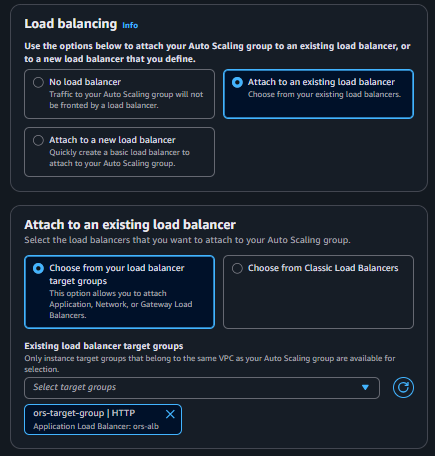 Load balancing Info
Use the options below to attach your Auto Scaling group to an existing load balancer, or
to a new load balancer that you define.
No load balancer
Traffic to your Auto Scaling group will not
be fronted by a load balancer.
Attach to an existing load balancer
Choose from your existing load balancers.
Attach to a new load balancer
Quickly create a basic load balancer to
attach to your Auto Scaling group.
Attach to an existing load balancer
Select the load balancers that you want to attach to your Auto Scaling group.
Choose from your load balancer
target groups
This option allows you to attach
Application, Network, or Gateway Load
Balancers.
Choose from Classic Load Balancers
Existing load balancer target groups
Only instance target groups that belong to the same VPC as your Auto Scaling group are available for
selection.
Select target groups
ors-target-group | HTTP
Application Load Balancer: ors-alb